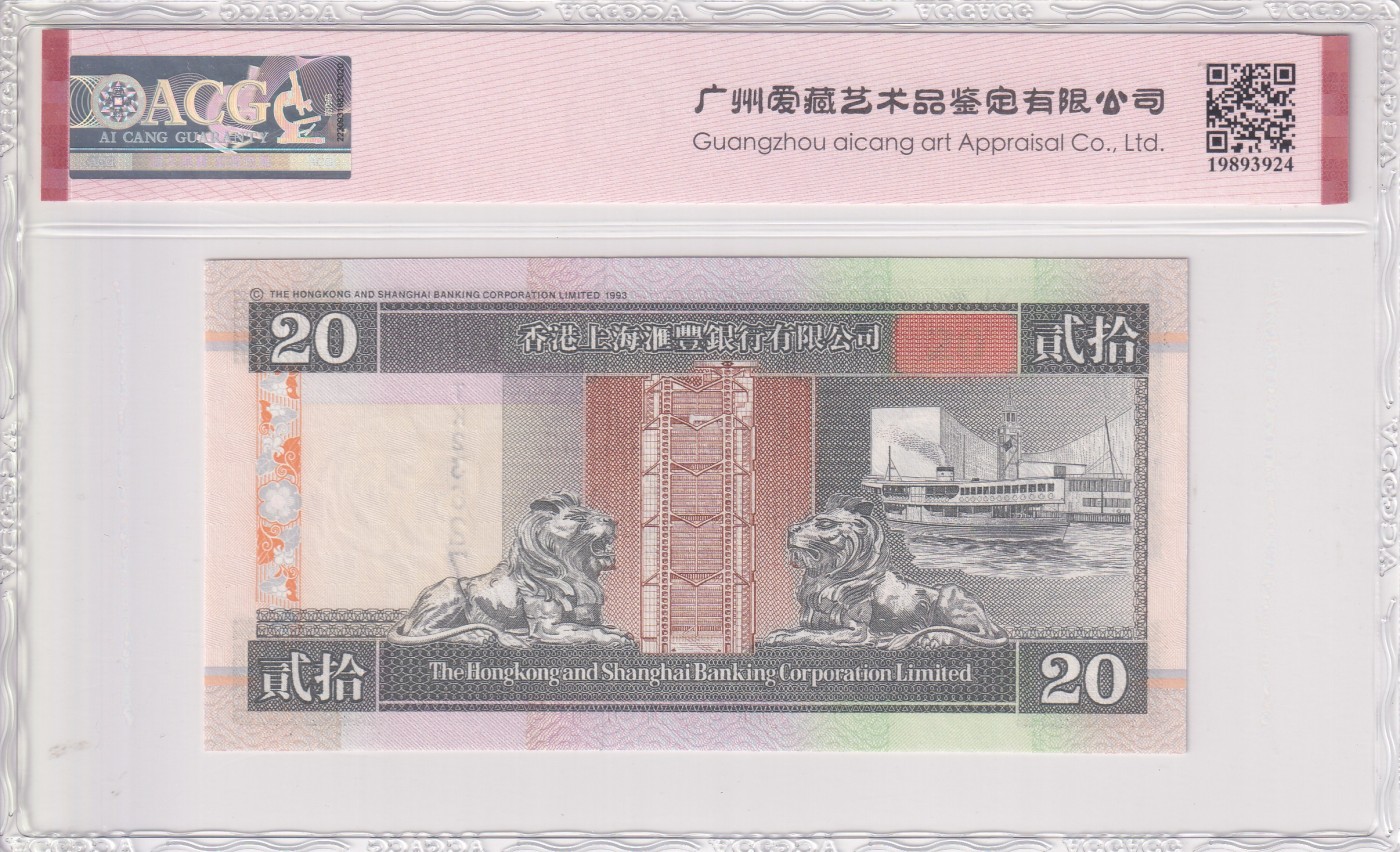 ACG
AI CANG GUARANTY
广州爱藏艺术品鉴定有限公司
Guangzhou aicang art Appraisal Co., Ltd.
19893924
© THE HONGKONG AND SHANGHAI BANKING CORPORATION LIMITED 1993
20
香港上海滙豐銀行有限公司
貳拾
貳拾
The Hongkong and Shanghai Banking Corporation Limited
20